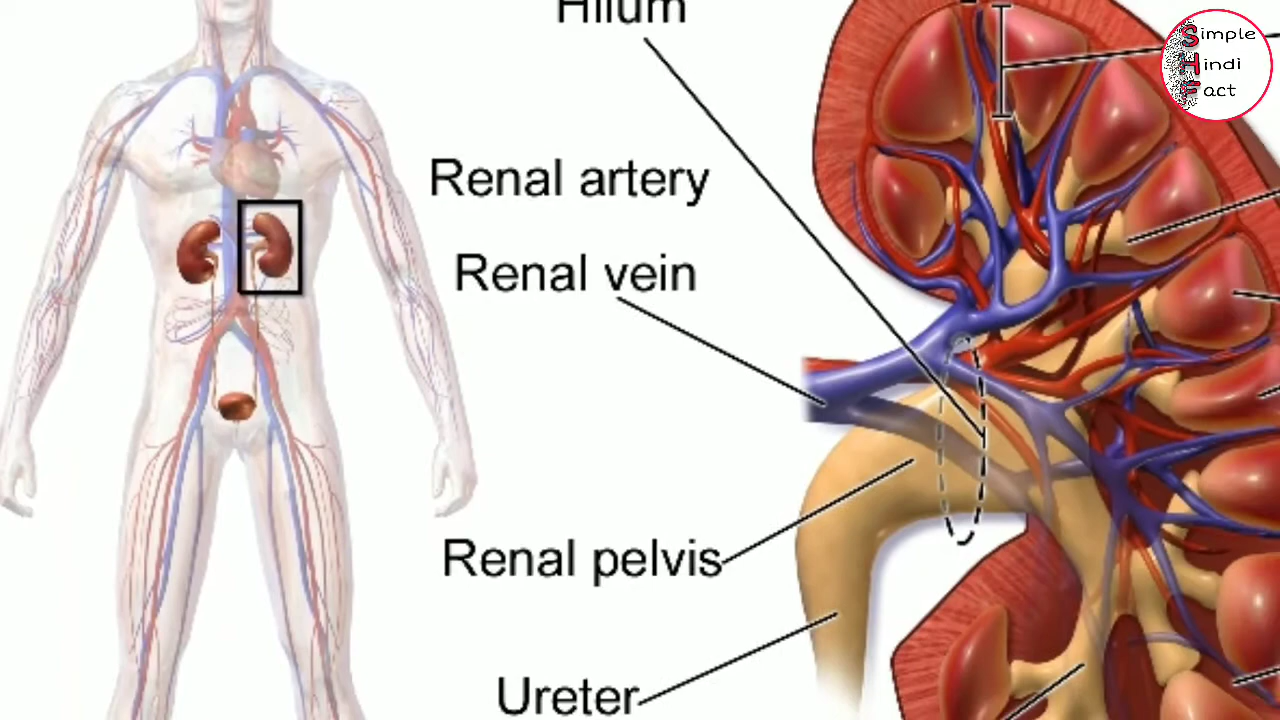 Hilum
Renal artery
Renal vein
Renal pelvis
Ureter
Simple
Hindi
Fact